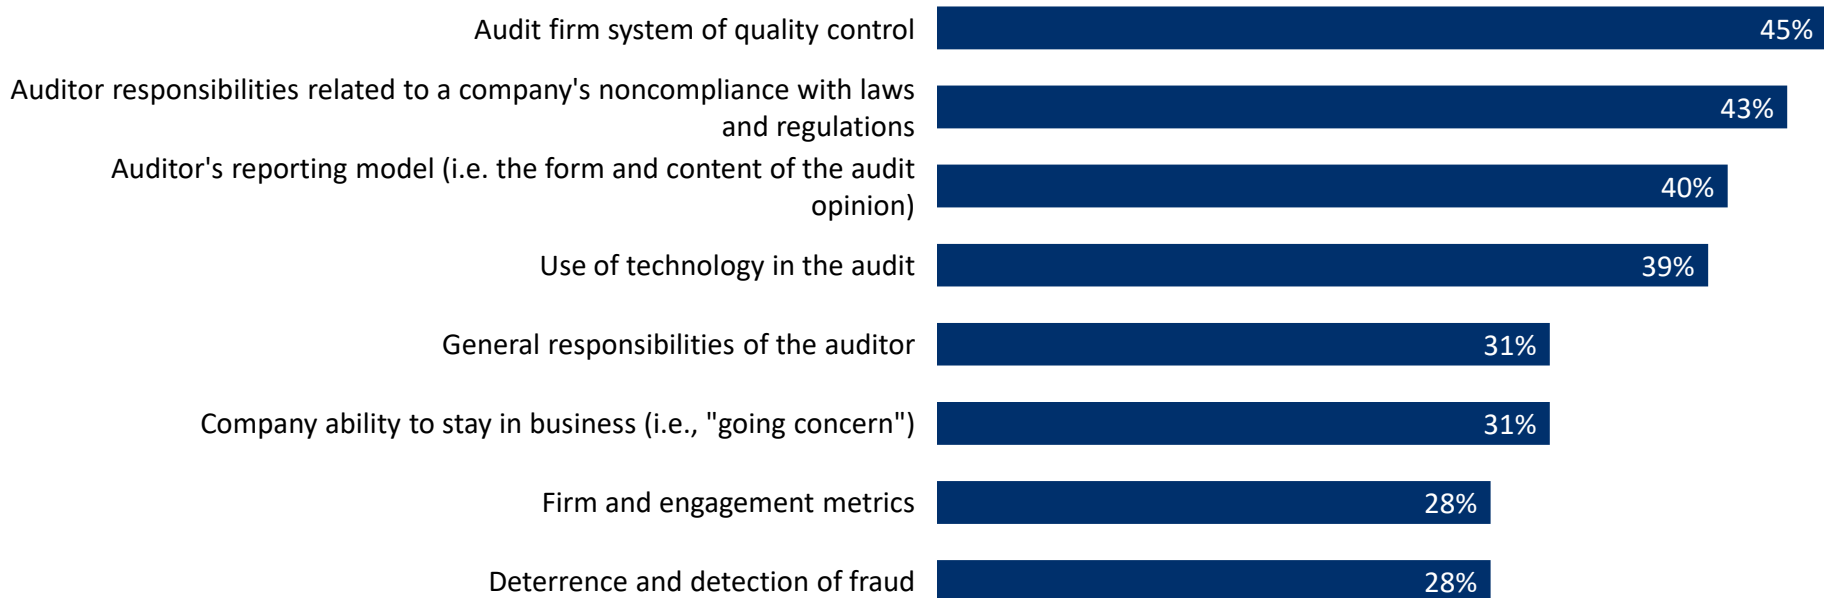 Audit firm system of quality control 45%
Auditor responsibilities related to a company's noncompliance with laws
and regulations 43%
Auditor's reporting model (i.e. the form and content of the audit
opinion) 40%
Use of technology in the audit 39%
General responsibilities of the auditor 31%
Company ability to stay in business (i.e., "going concern") 31%
Firm and engagement metrics 28%
Deterrence and detection of fraud 28%